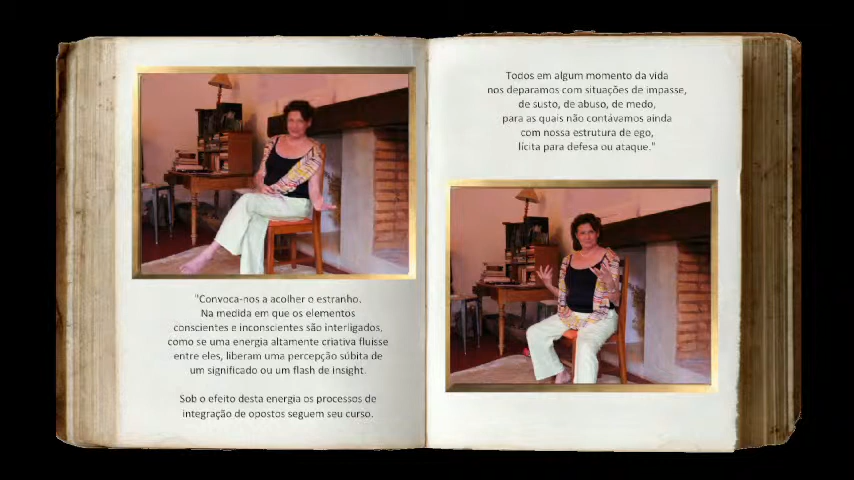 "Convoca-nos a acolher o estranho.
Na medida em que os elementos
conscientes e inconscientes são interligados,
como se uma energia altamente criativa fluisse
entre eles, liberam uma percepção súbita de
um significado ou um flash de insight.
Sob o efeito desta energia os processos de
integração de opostos seguem seu curso.
Todos em algum momento da vida
nos deparamos com situações de impasse,
de susto, de abuso, de medo,
para as quais não contávamos ainda
com nossa estrutura de ego,
lícita para defesa ou ataque."